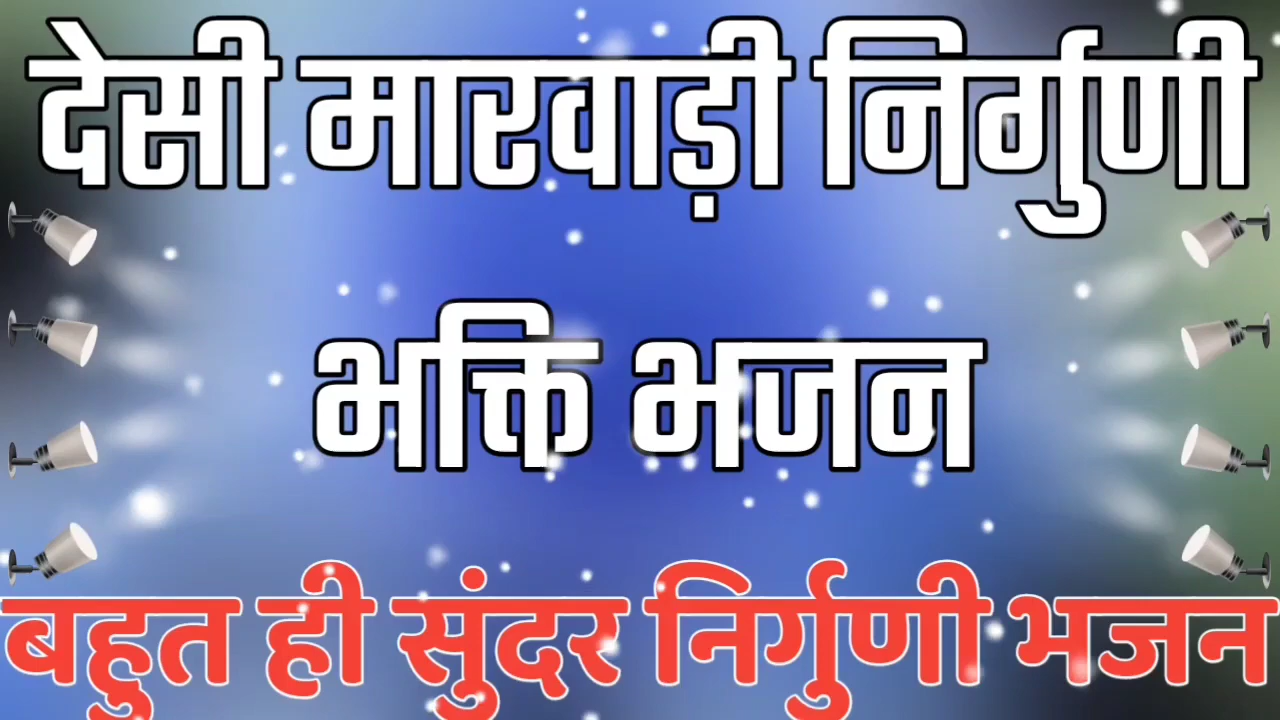 देसी मारवाड़ी निर्गुणी
भक्ति भजन
बहुत ही सुंदर निर्गुणी भजन